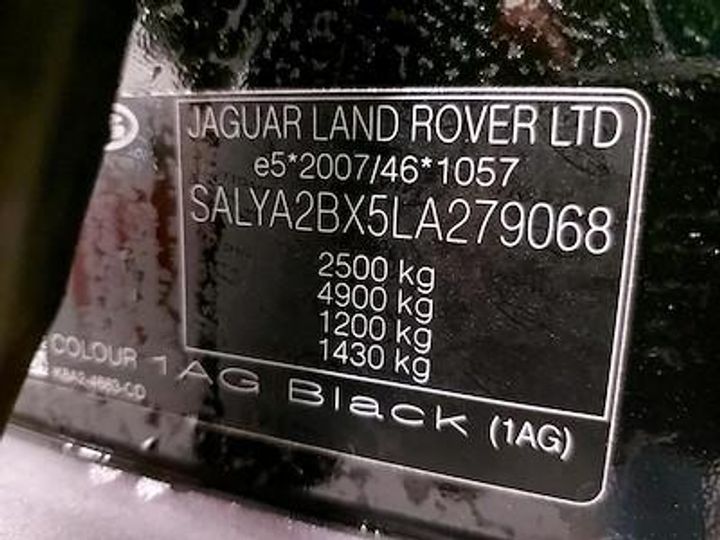 JAGUAR LAND ROVER LTD
e5*2007/46*1057
SALYA2BX5LA279068
2500 kg
4900 kg
1200 kg
1430 kg
COLOUR 1AG Black (1AG)